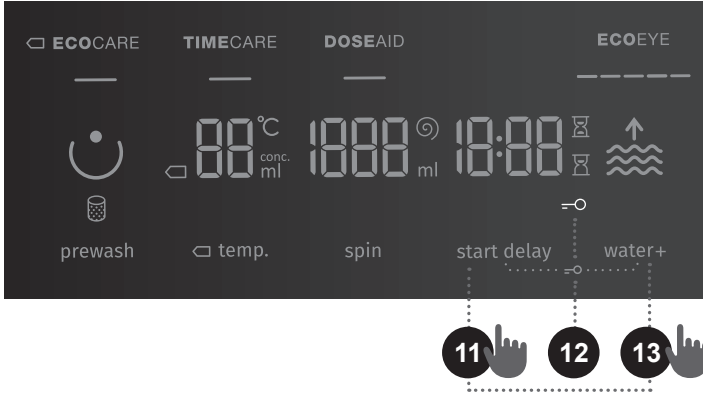 ECOCARE TIMECARE DOSEAID ECOEYE
88 °C conc. ml 1888 ml 18:88
prewash temp. spin start delay water+
11 12 13